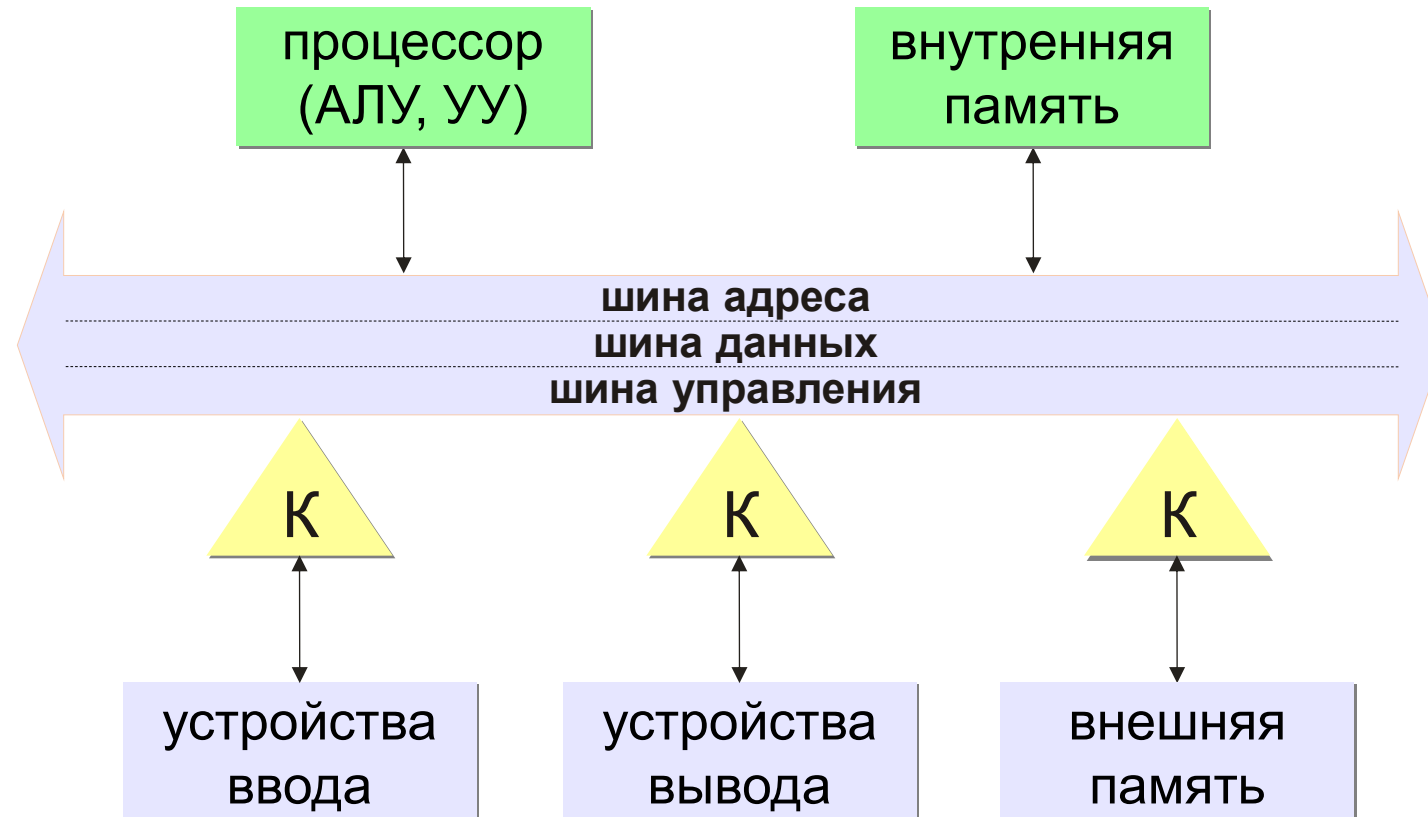 процессор
(АЛУ, УУ)
внутренняя
память
шина адреса
шина данных
шина управления
К
К
К
устройства
ввода
устройства
вывода
внешняя
память